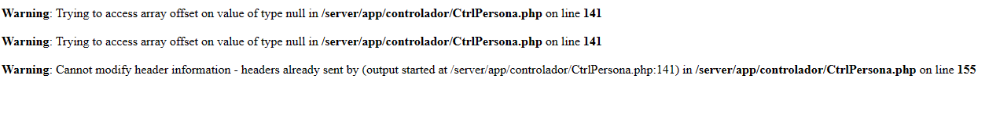 Warning: Trying to access array offset on value of type null in /server/app/controlador/CtrlPersona.php on line 141
Warning: Trying to access array offset on value of type null in /server/app/controlador/CtrlPersona.php on line 141
Warning: Cannot modify header information - headers already sent by (output started at /server/app/controlador/CtrlPersona.php:141) in /server/app/controlador/CtrlPersona.php on line 155